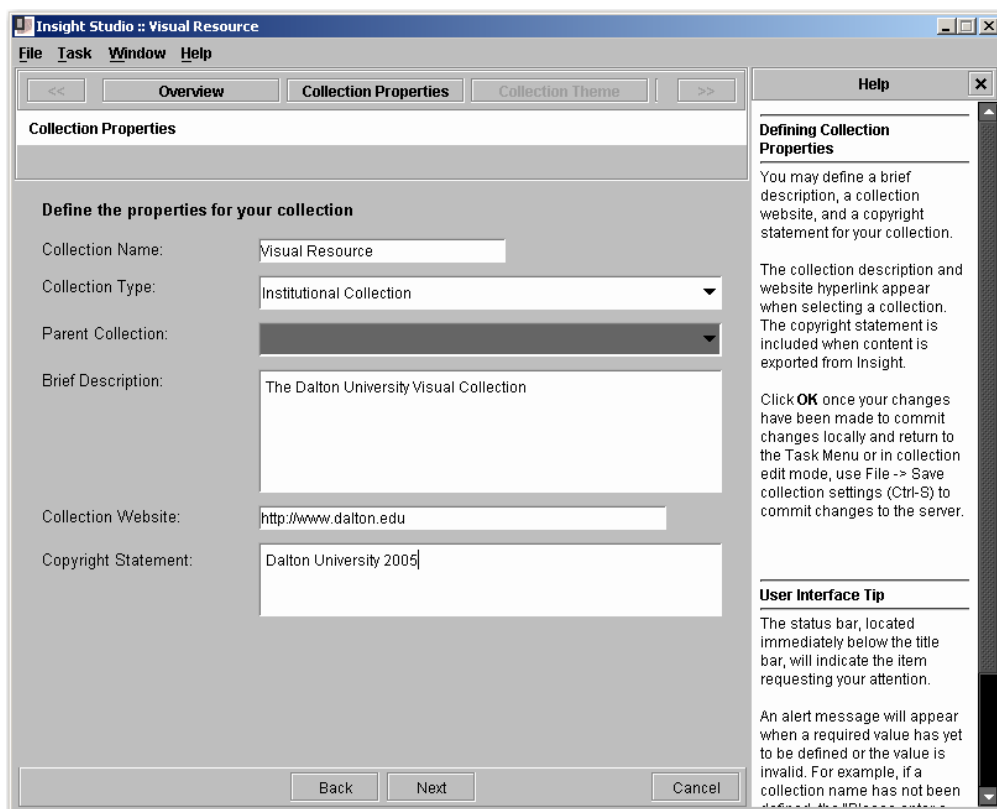 Insight Studio :: Visual Resource
File Task Window Help
<< Overview Collection Properties Collection Theme >>
Collection Properties
Define the properties for your collection
Collection Name: Visual Resource
Collection Type: Institutional Collection
Parent Collection:
Brief Description: The Dalton University Visual Collection
Collection Website: http://www.dalton.edu
Copyright Statement: Dalton University 2005
Back Next Cancel
Help
Defining Collection
Properties
You may define a brief
description, a collection
website, and a copyright
statement for your collection.
The collection description and
website hyperlink appear
when selecting a collection.
The copyright statement is
included when content is
exported from Insight.
Click OK once your changes
have been made to commit
changes locally and return to
the Task Menu or in collection
edit mode, use File -> Save
collection settings (Ctrl-S) to
commit changes to the server.
User Interface Tip
The status bar, located
immediately below the title
bar, will indicate the item
requesting your attention.
An alert message will appear
when a required value has yet
to be defined or the value is
invalid. For example, if a
collection name has not been